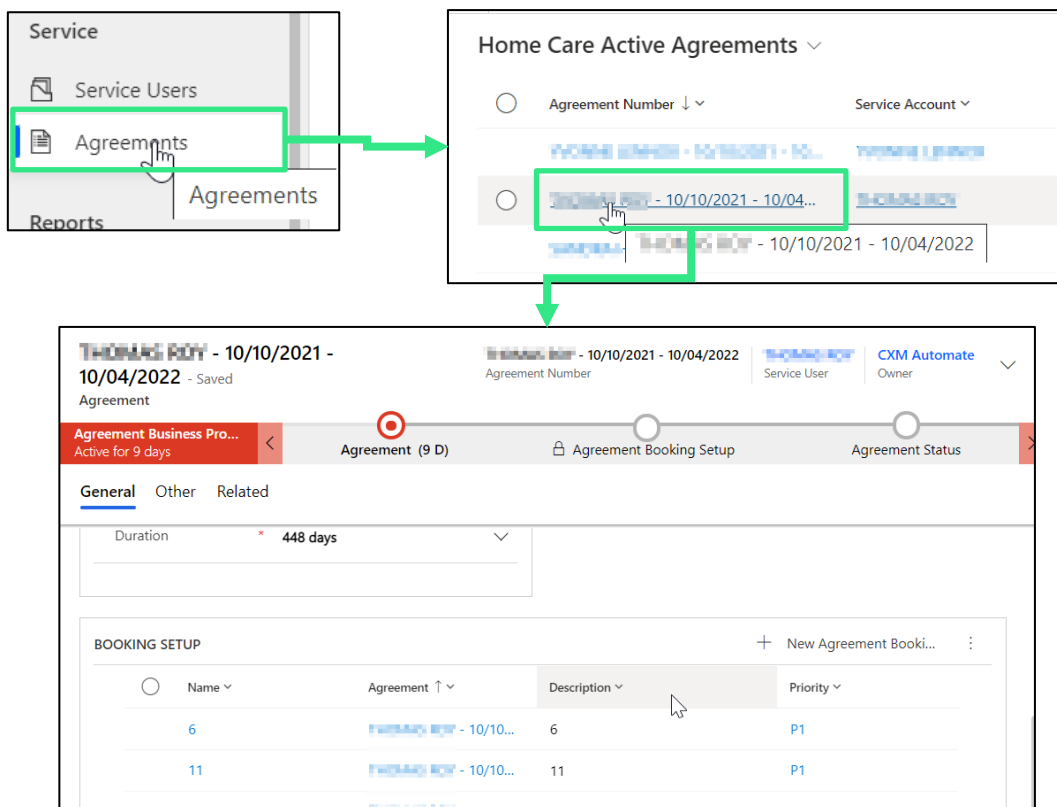 Service
Service Users
Agreements
Agreements
Reports
Home Care Active Agreements
Agreement Number
Service Account
- 10/10/2021 - 10/04...
- 10/10/2021 - 10/04/2022
- 10/10/2021 -
10/04/2022 - Saved
Agreement
- 10/10/2021 - 10/04/2022
Agreement Number
Service User
CXM Automate
Owner
Agreement Business Pro...
Active for 9 days
Agreement (9 D)
Agreement Booking Setup
Agreement Status
General Other Related
Duration * 448 days
BOOKING SETUP
New Agreement Booki...
Name Agreement Description Priority
6 - 10/10... 6 P1
11 - 10/10... 11 P1